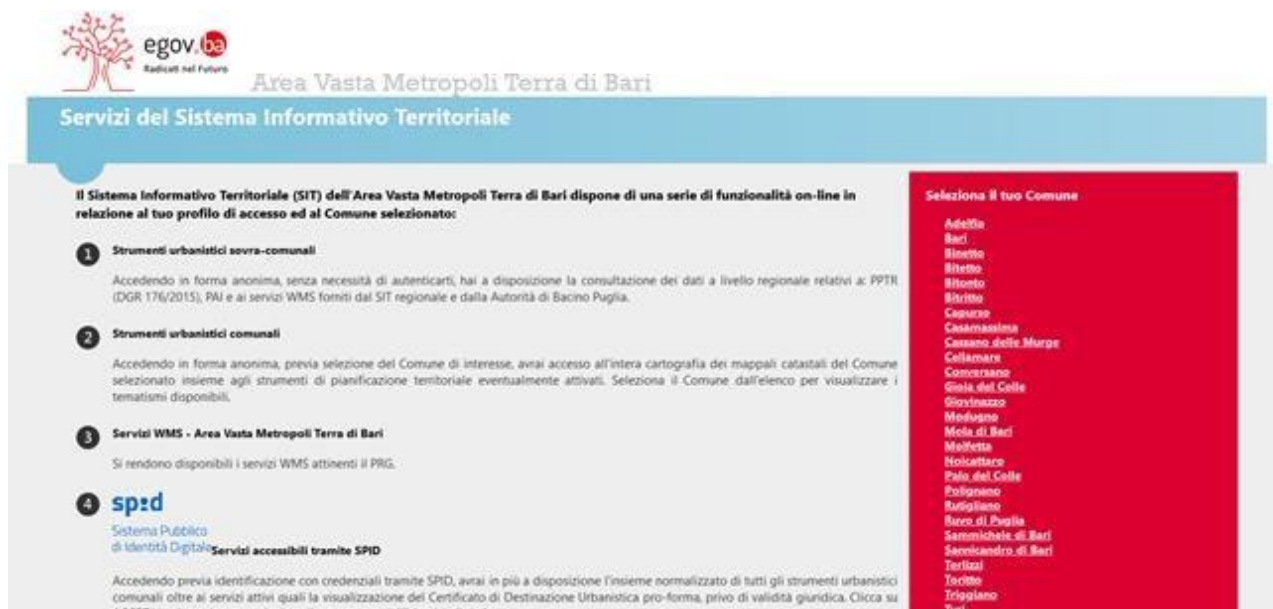 egov.ba
Radicati nel Futuro
Area Vasta Metropoli Terra di Bari
Servizi del Sistema Informativo Territoriale
Il Sistema Informativo Territoriale (SIT) dell'Area Vasta Metropoli Terra di Bari dispone di una serie di funzionalità on-line in
relazione al tuo profilo di accesso ed al Comune selezionato:
1 Strumenti urbanistici sovra-comunali
Accedendo in forma anonima, senza necessità di autenticarti, hai a disposizione la consultazione dei dati a livello regionale relativi a: PPTR
(DGR 176/2015), PAI e ai servizi WMS forniti dal SIT regionale e dalla Autorità di Bacino Puglia.
2 Strumenti urbanistici comunali
Accedendo in forma anonima, previa selezione del Comune di interesse, avrai accesso all'intera cartografia dei mappali catastali del Comune
selezionato insieme agli strumenti di pianificazione territoriale eventualmente attivati. Seleziona il Comune dall'elenco per visualizzare i
tematismi disponibili.
3 Servizi WMS - Area Vasta Metropoli Terra di Bari
Si rendono disponibili i servizi WMS attinenti il PRG.
4 spid
Sistema Pubblico
di Identità Digitale Servizi accessibili tramite SPID
Accedendo previa identificazione con credenziali tramite SPID, avrai in più a disposizione l'insieme normalizzato di tutti gli strumenti urbanistici
comunali oltre ai servizi attivi quali la visualizzazione del Certificato di Destinazione Urbanistica pro-forma, privo di validità giuridica. Clicca su
Seleziona il tuo Comune
Adelfia
Bari
Binetto
Bitetto
Bitonto
Bitritto
Capurso
Casamassima
Cassano delle Murge
Cellamare
Conversano
Gioia del Colle
Giovinazzo
Modugno
Mola di Bari
Molfetta
Noicattaro
Palo del Colle
Polignano
Rutigliano
Ruvo di Puglia
Sammichele di Bari
Sannicandro di Bari
Terlizzi
Toritto
Triggiano
Turi